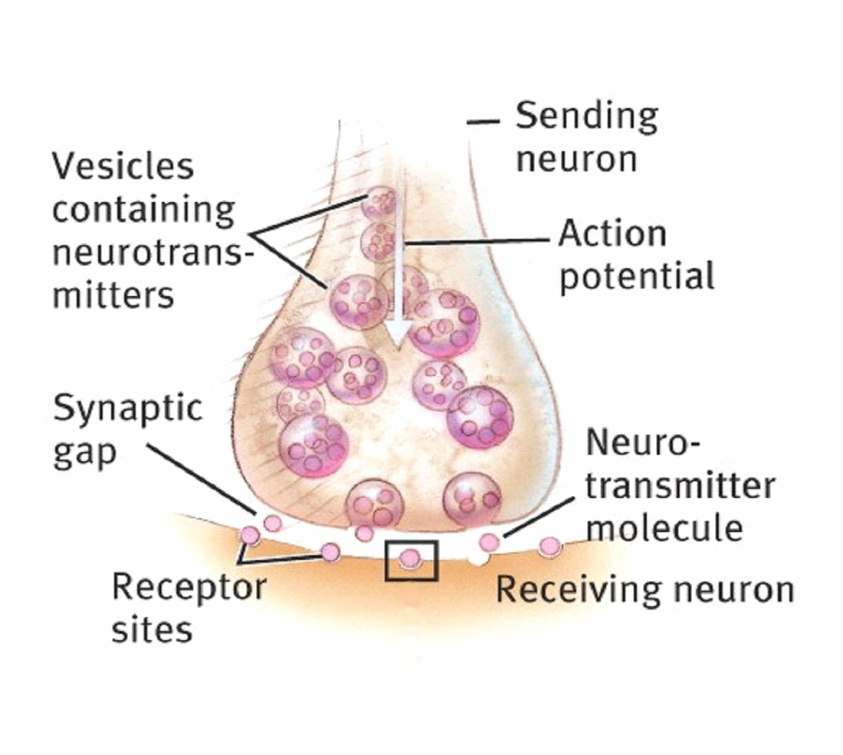 Sending
neuron
Vesicles
containing
neurotrans-
mitters
Action
potential
Synaptic
gap
Neuro-
transmitter
molecule
Receptor
sites
Receiving neuron